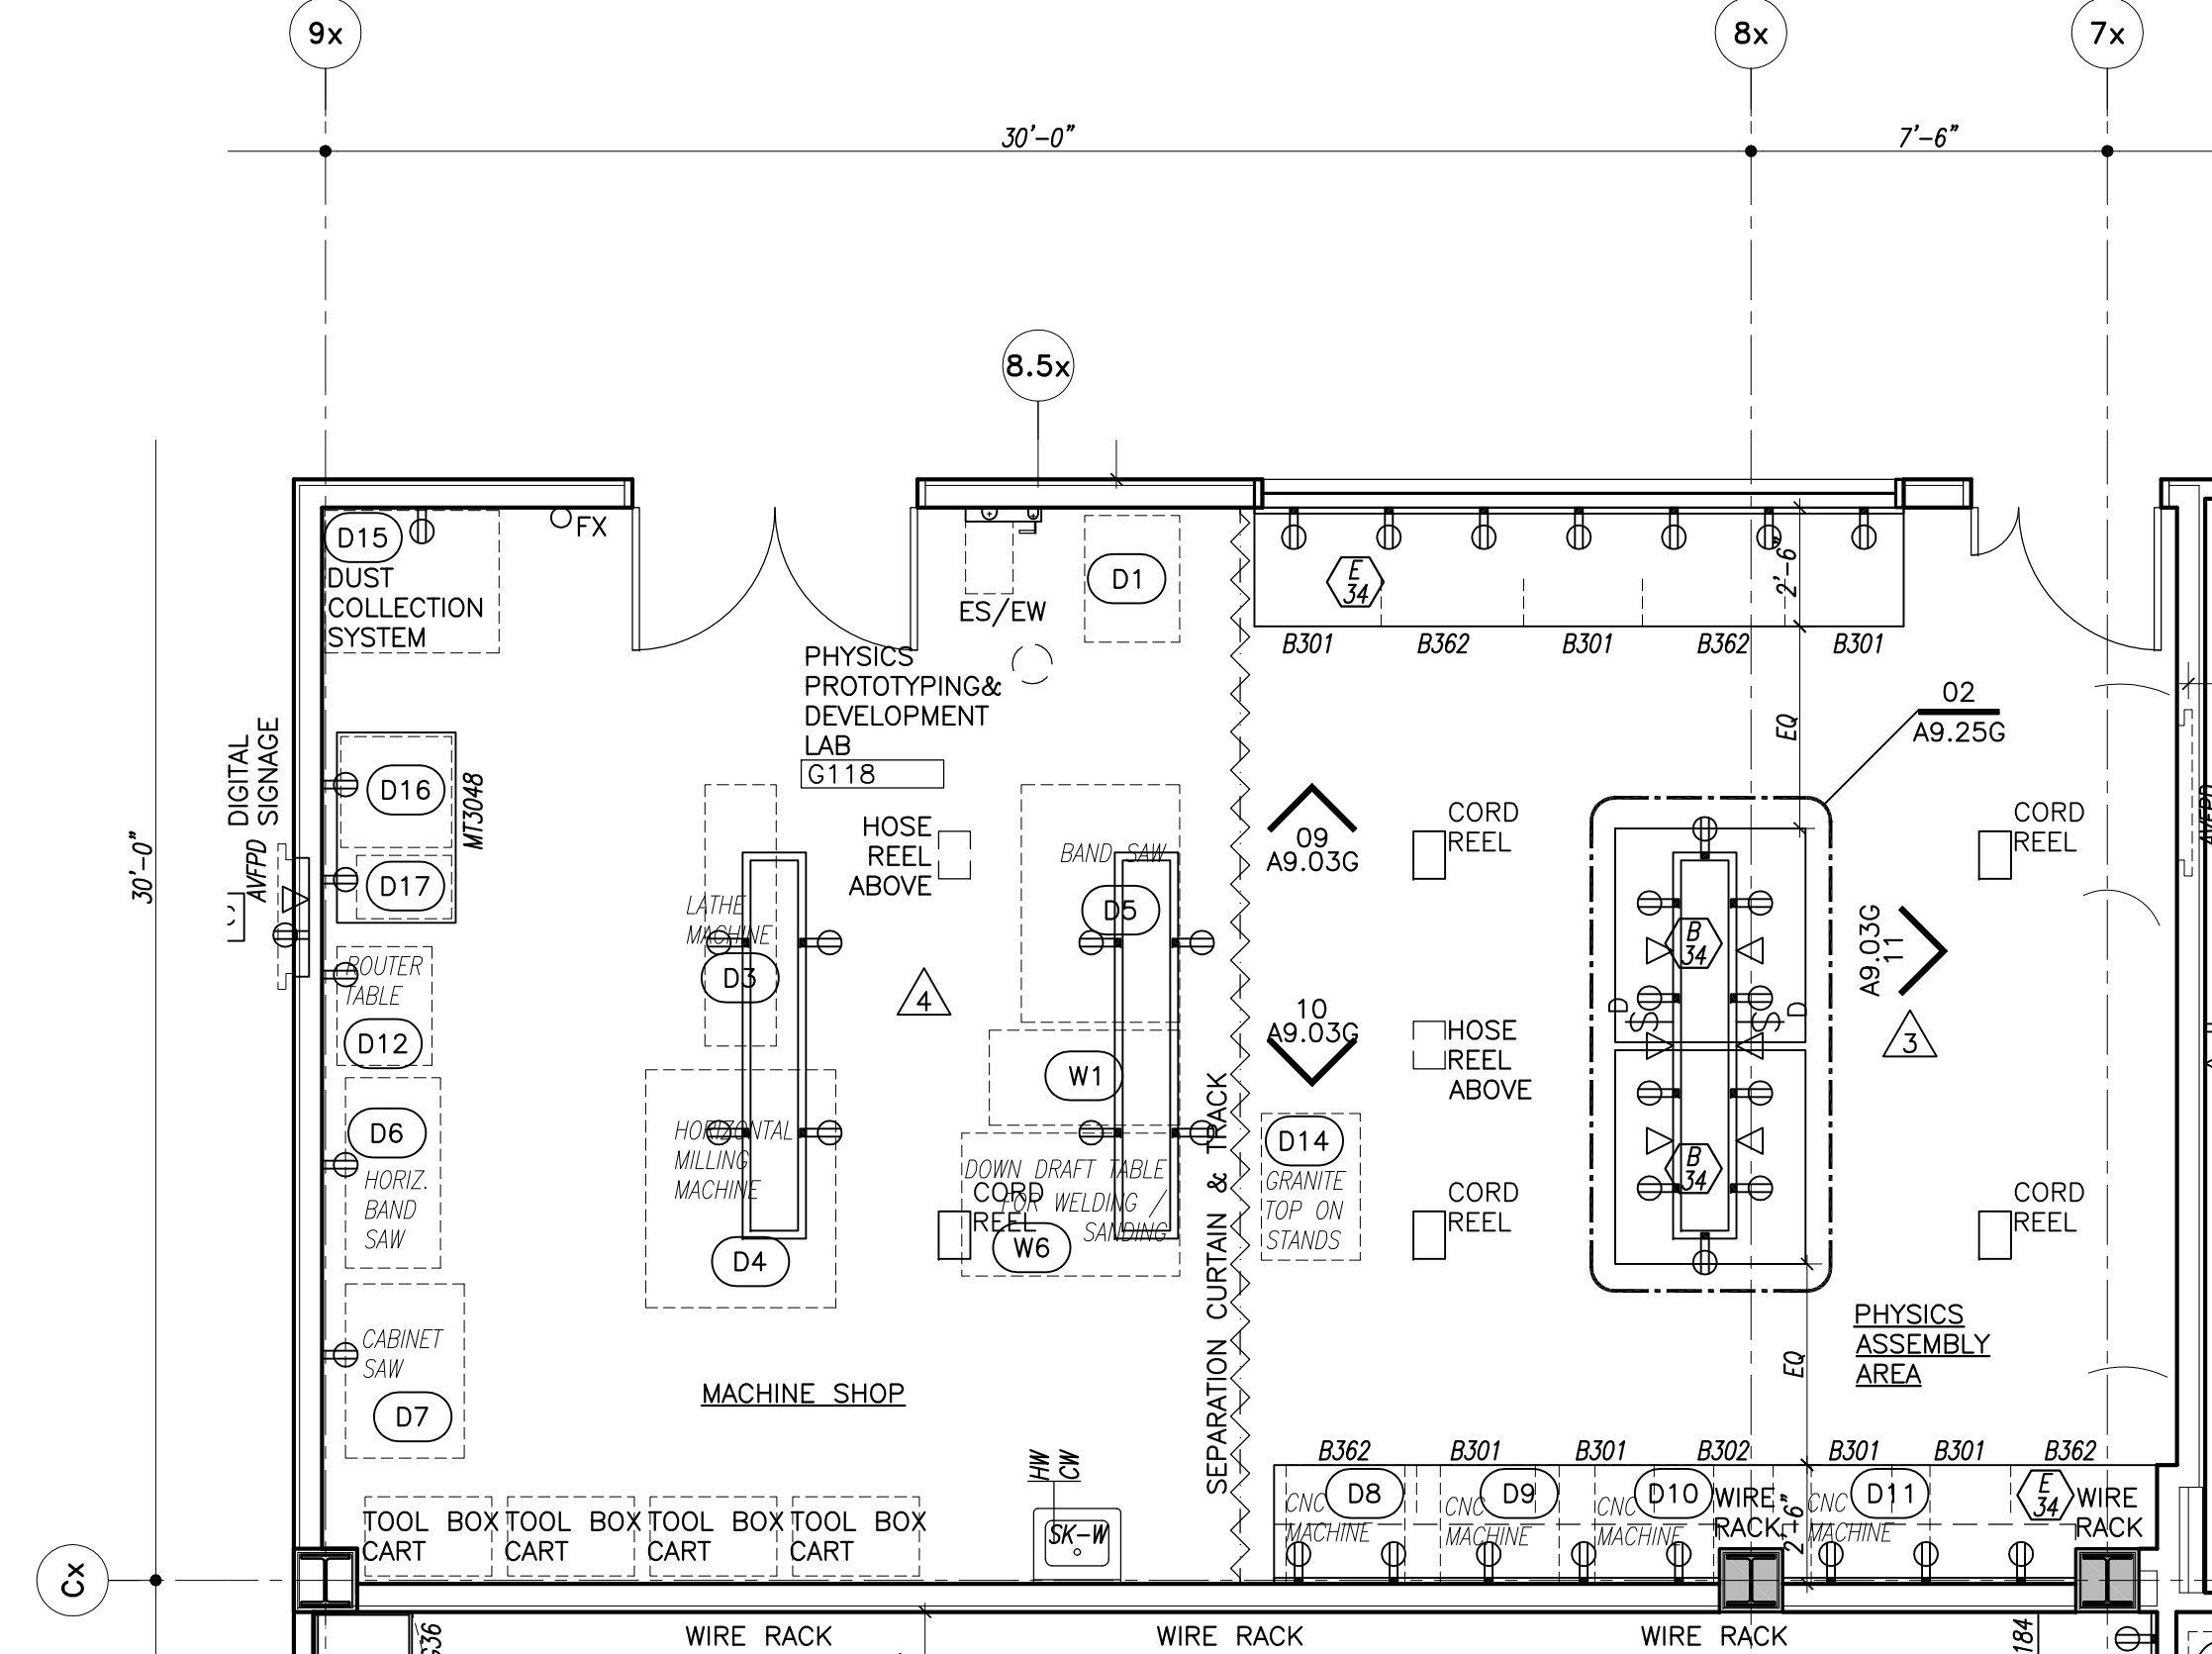 9x
8x
7x
30'-0"
7'-6"
8.5x
D15
FX
DUST
COLLECTION
SYSTEM
ES/EW
D1
E
34
2'-6"
B301
B362
B301
B362
B301
PHYSICS
PROTOTYPING&
DEVELOPMENT
LAB
G118
02
A9.25G
EQ
DIGITAL
SIGNAGE
AVFPD
D16
MT3048
D17
30'-0"
HOSE
REEL
ABOVE
BAND SAW
D5
09
A9.03G
CORD
REEL
CORD
REEL
AVFPD
LATHE
MACHINE
D3
4
B
34
A9.03G
11
ROUTER
TABLE
D12
10
A9.03G
HOSE
REEL
ABOVE
D
S
S
D
3
W1
D6
HORIZ.
BAND
SAW
HORIZONTAL
MILLING
MACHINE
D4
DOWN DRAFT TABLE
FOR WELDING /
SANDING
CORD
REEL
W6
SEPARATION CURTAIN & TRACK
D14
GRANITE
TOP ON
STANDS
CORD
REEL
B
34
CORD
REEL
CABINET
SAW
D7
MACHINE SHOP
PHYSICS
ASSEMBLY
AREA
EQ
HW
CW
B362
B301
B301
B302
B301
B301
B362
D8
D9
D10
D11
E
34
CNC
MACHINE
CNC
MACHINE
CNC
MACHINE
WIRE
RACK
2'-6"
CNC
MACHINE
WIRE
RACK
TOOL BOX
CART
TOOL BOX
CART
TOOL BOX
CART
TOOL BOX
CART
SK-W
Cx
WIRE RACK
WIRE RACK
WIRE RACK
184